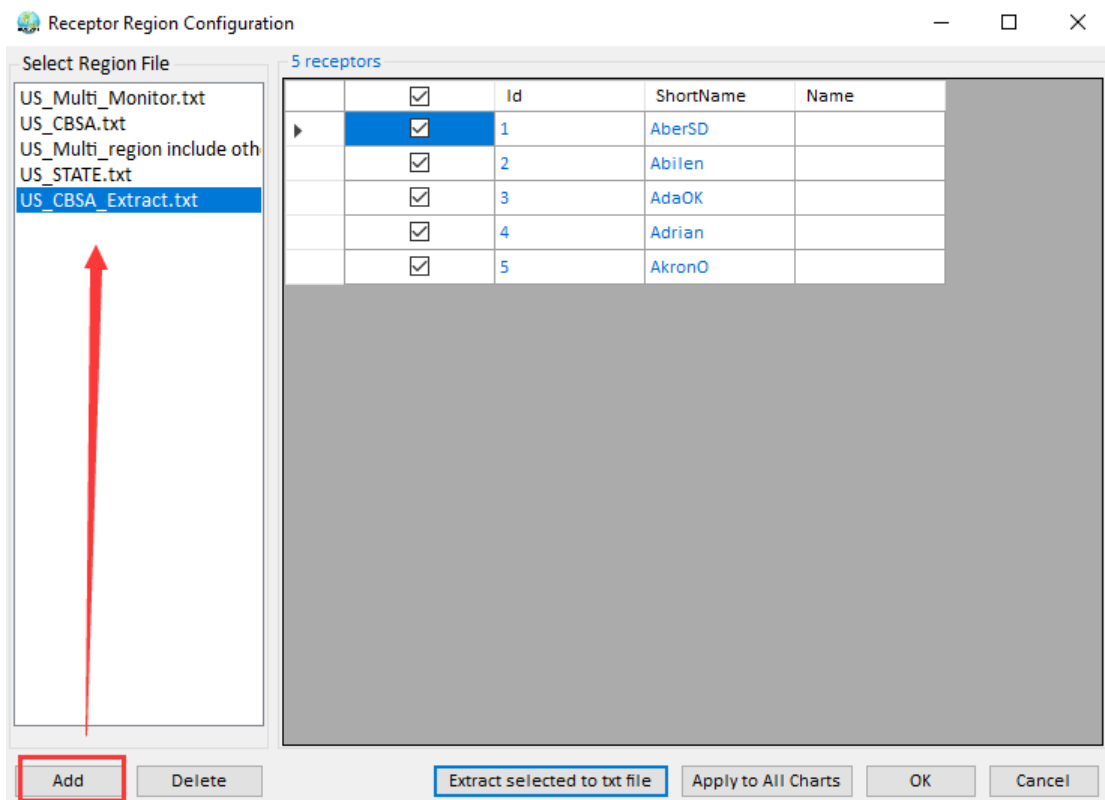 Receptor Region Configuration
Select Region File
US_Multi_Monitor.txt
US_CBSA.txt
US_Multi_region include oth
US_STATE.txt
US_CBSA_Extract.txt
5 receptors
Id ShortName Name
1 AberSD
2 Abilen
3 AdaOK
4 Adrian
5 AkronO
Add Delete Extract selected to txt file Apply to All Charts OK Cancel